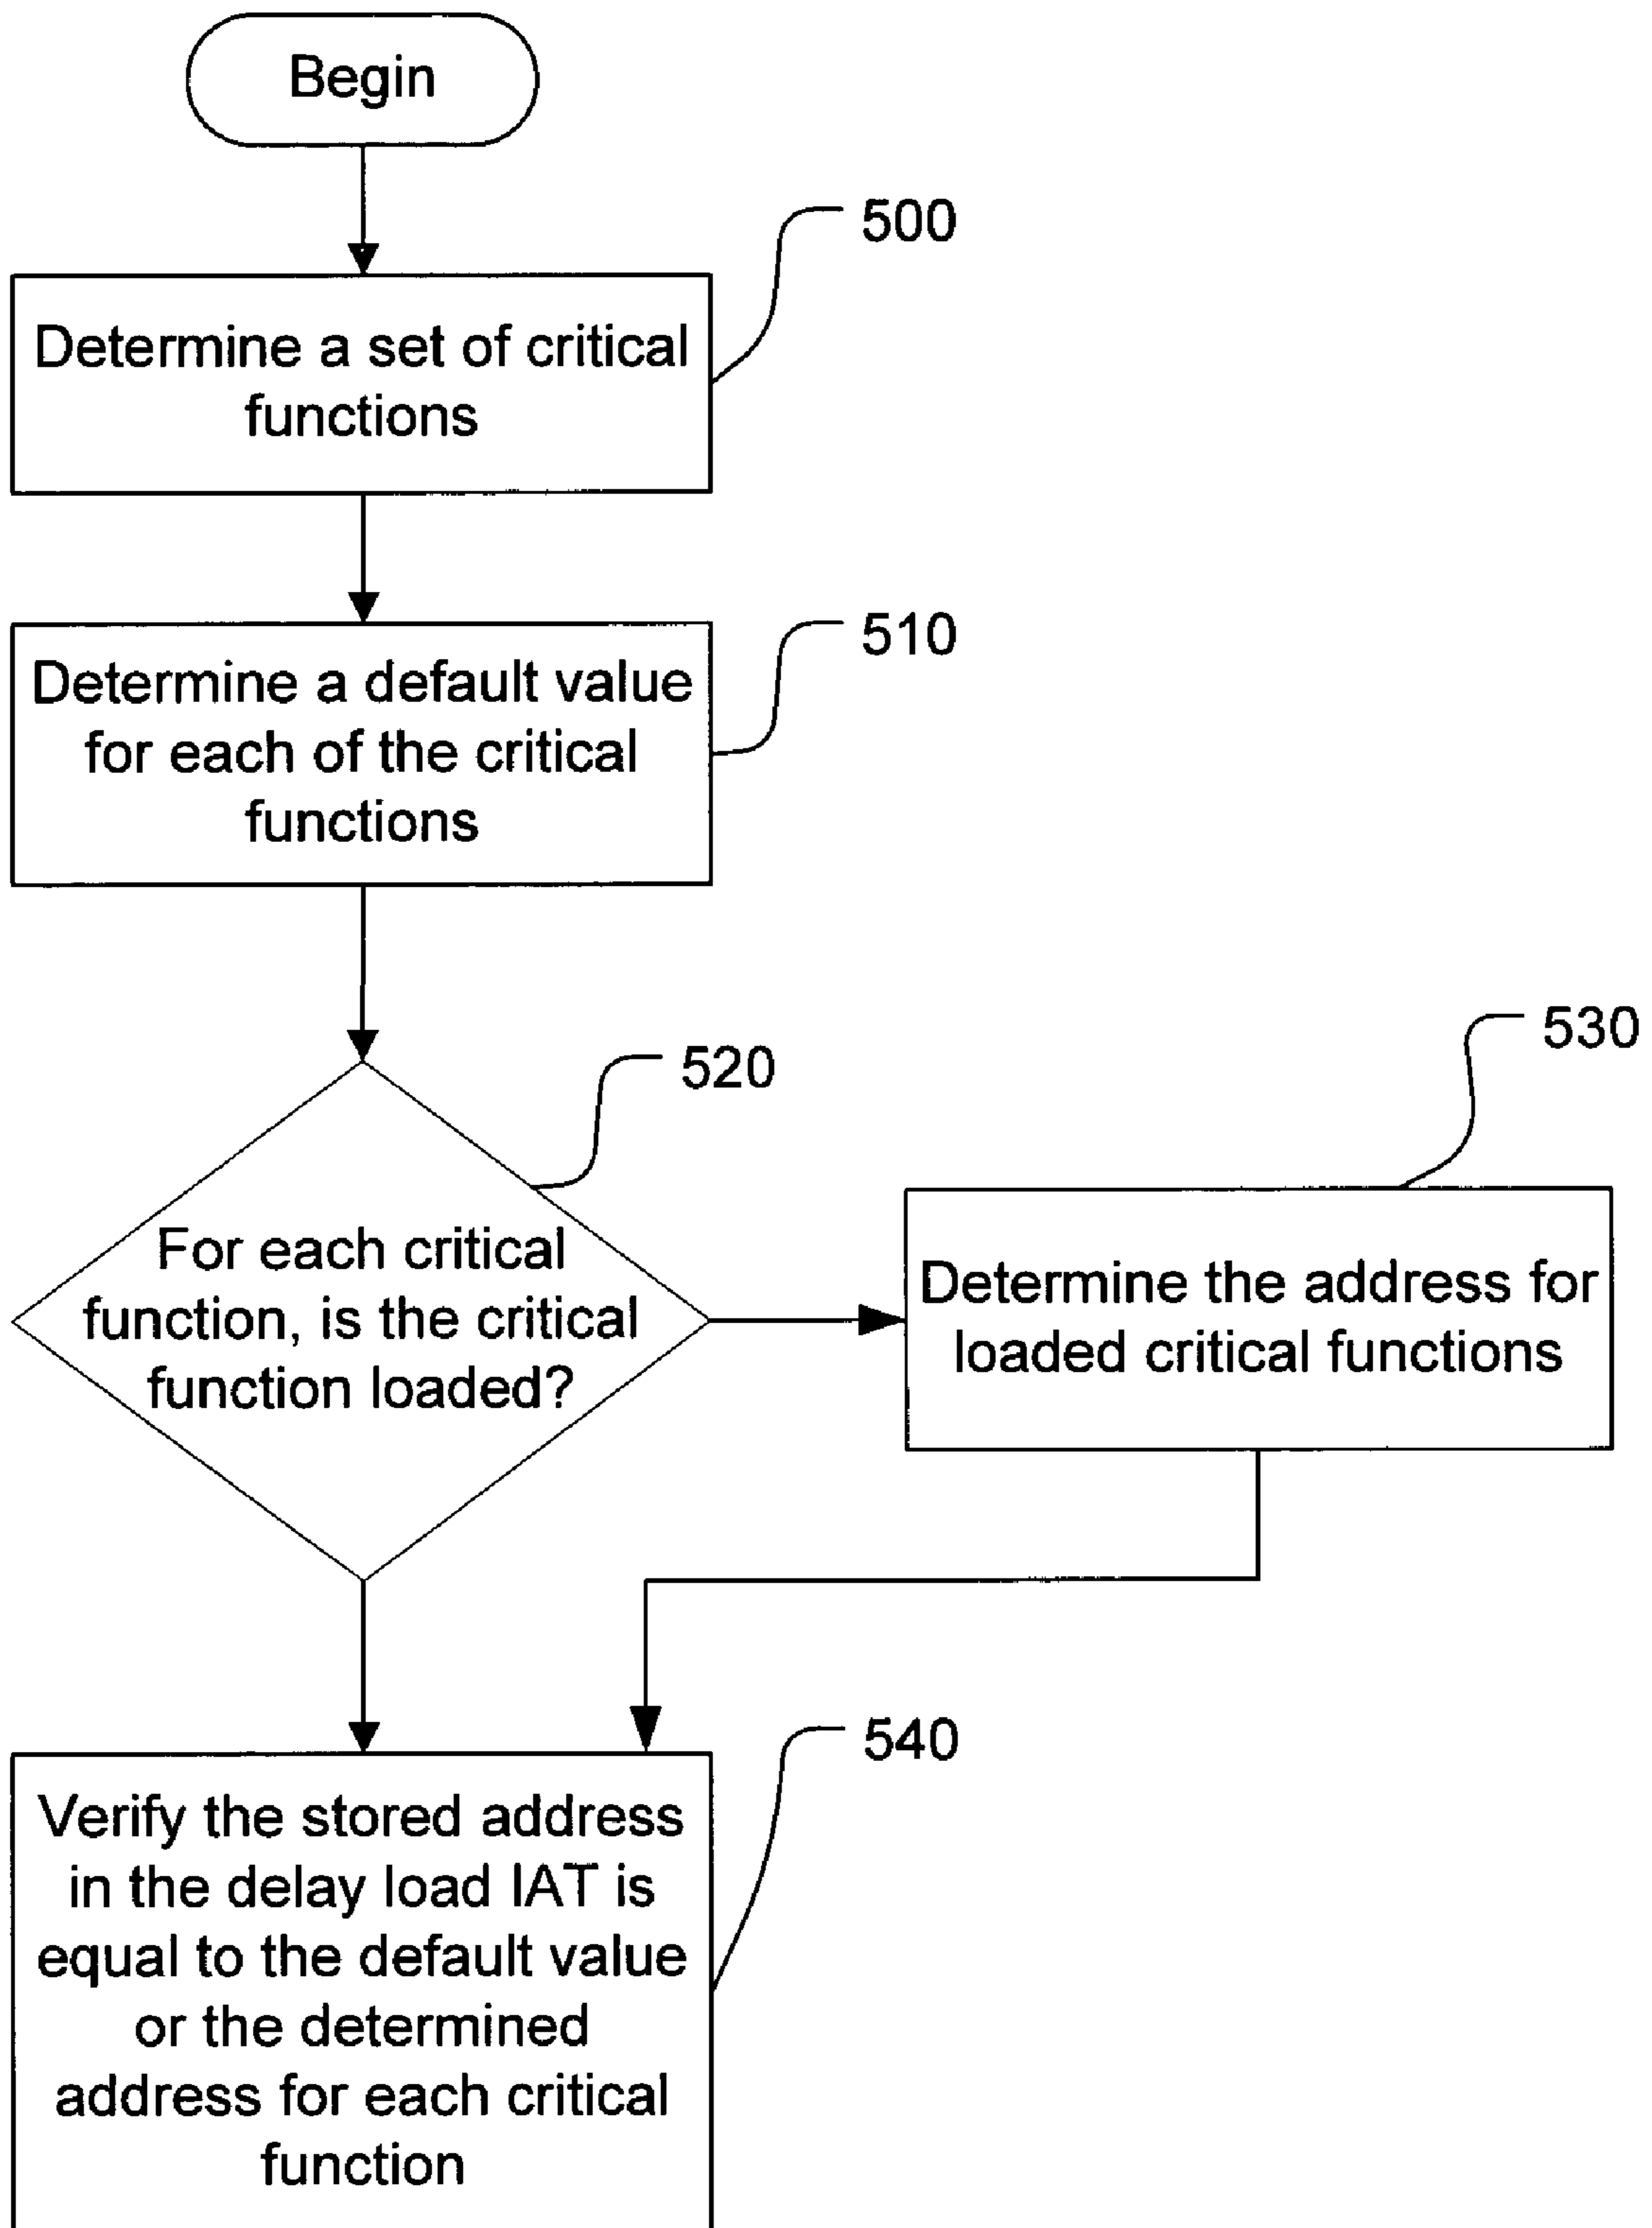 Begin
500
Determine a set of critical
functions
510
Determine a default value
for each of the critical
functions
520
For each critical
function, is the critical
function loaded?
530
Determine the address for
loaded critical functions
540
Verify the stored address
in the delay load IAT is
equal to the default value
or the determined
address for each critical
function